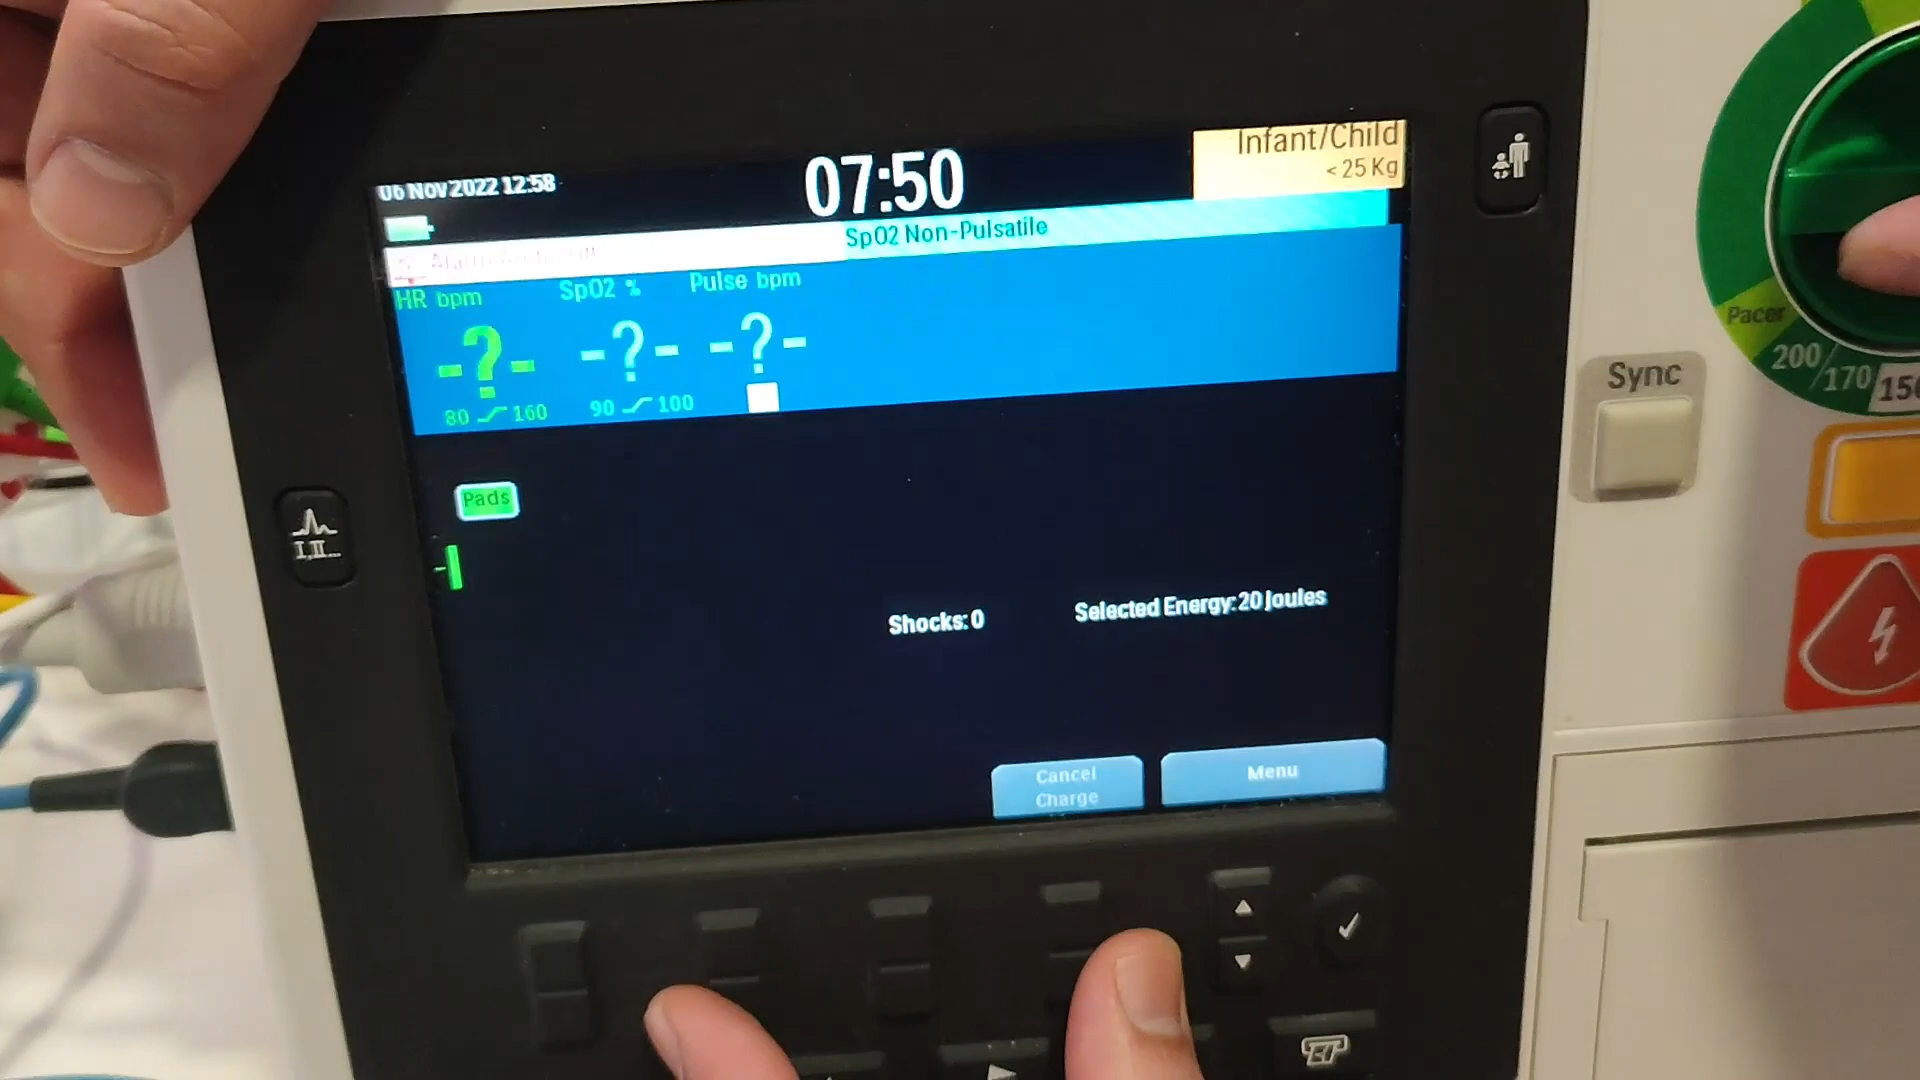 06 Nov 2022 12:58
07:50
Infant/Child
<25 Kg
SpO2 Non-Pulsatile
HR bpm
SpO2 %
Pulse bpm
-?-
-?-
-?-
80 160
90 100
Pads
Shocks: 0
Selected Energy: 20 Joules
Cancel
Charge
Menu
I,II...
Sync
Pacer
200
170